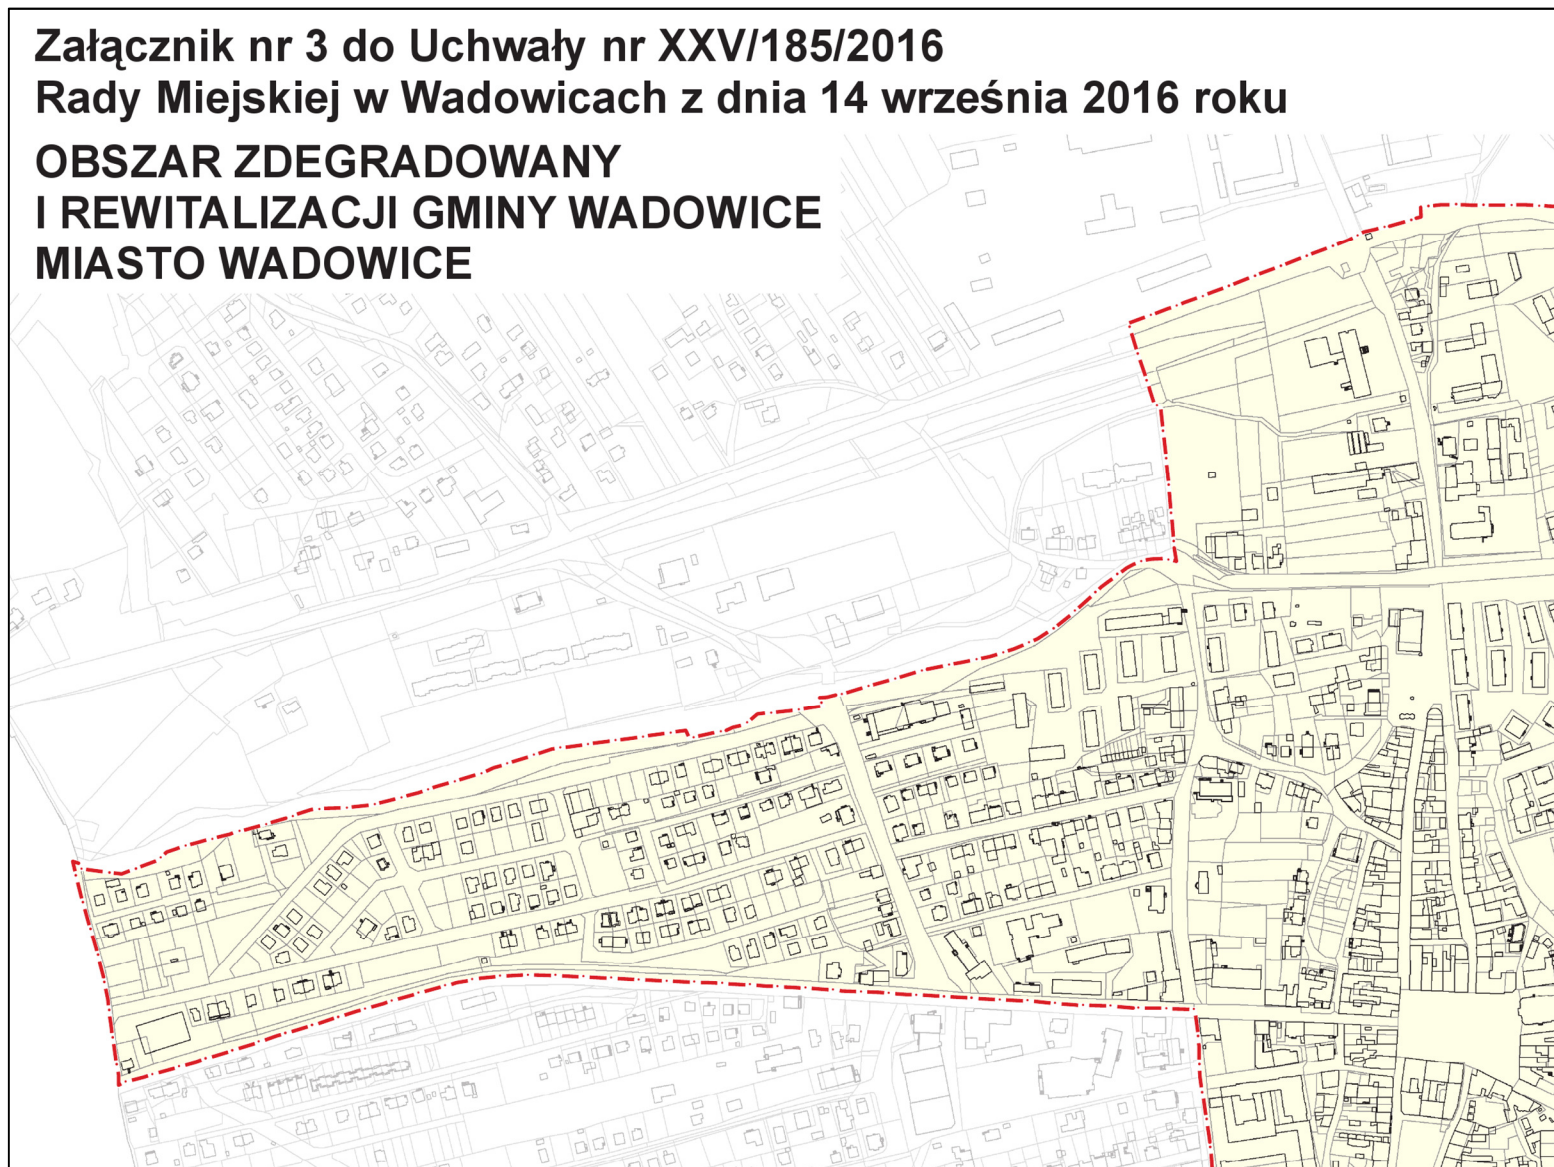 Załącznik nr 3 do Uchwały nr XXV/185/2016
Rady Miejskiej w Wadowicach z dnia 14 września 2016 roku
OBSZAR ZDEGRADOWANY
I REWITALIZACJI GMINY WADOWICE
MIASTO WADOWICE